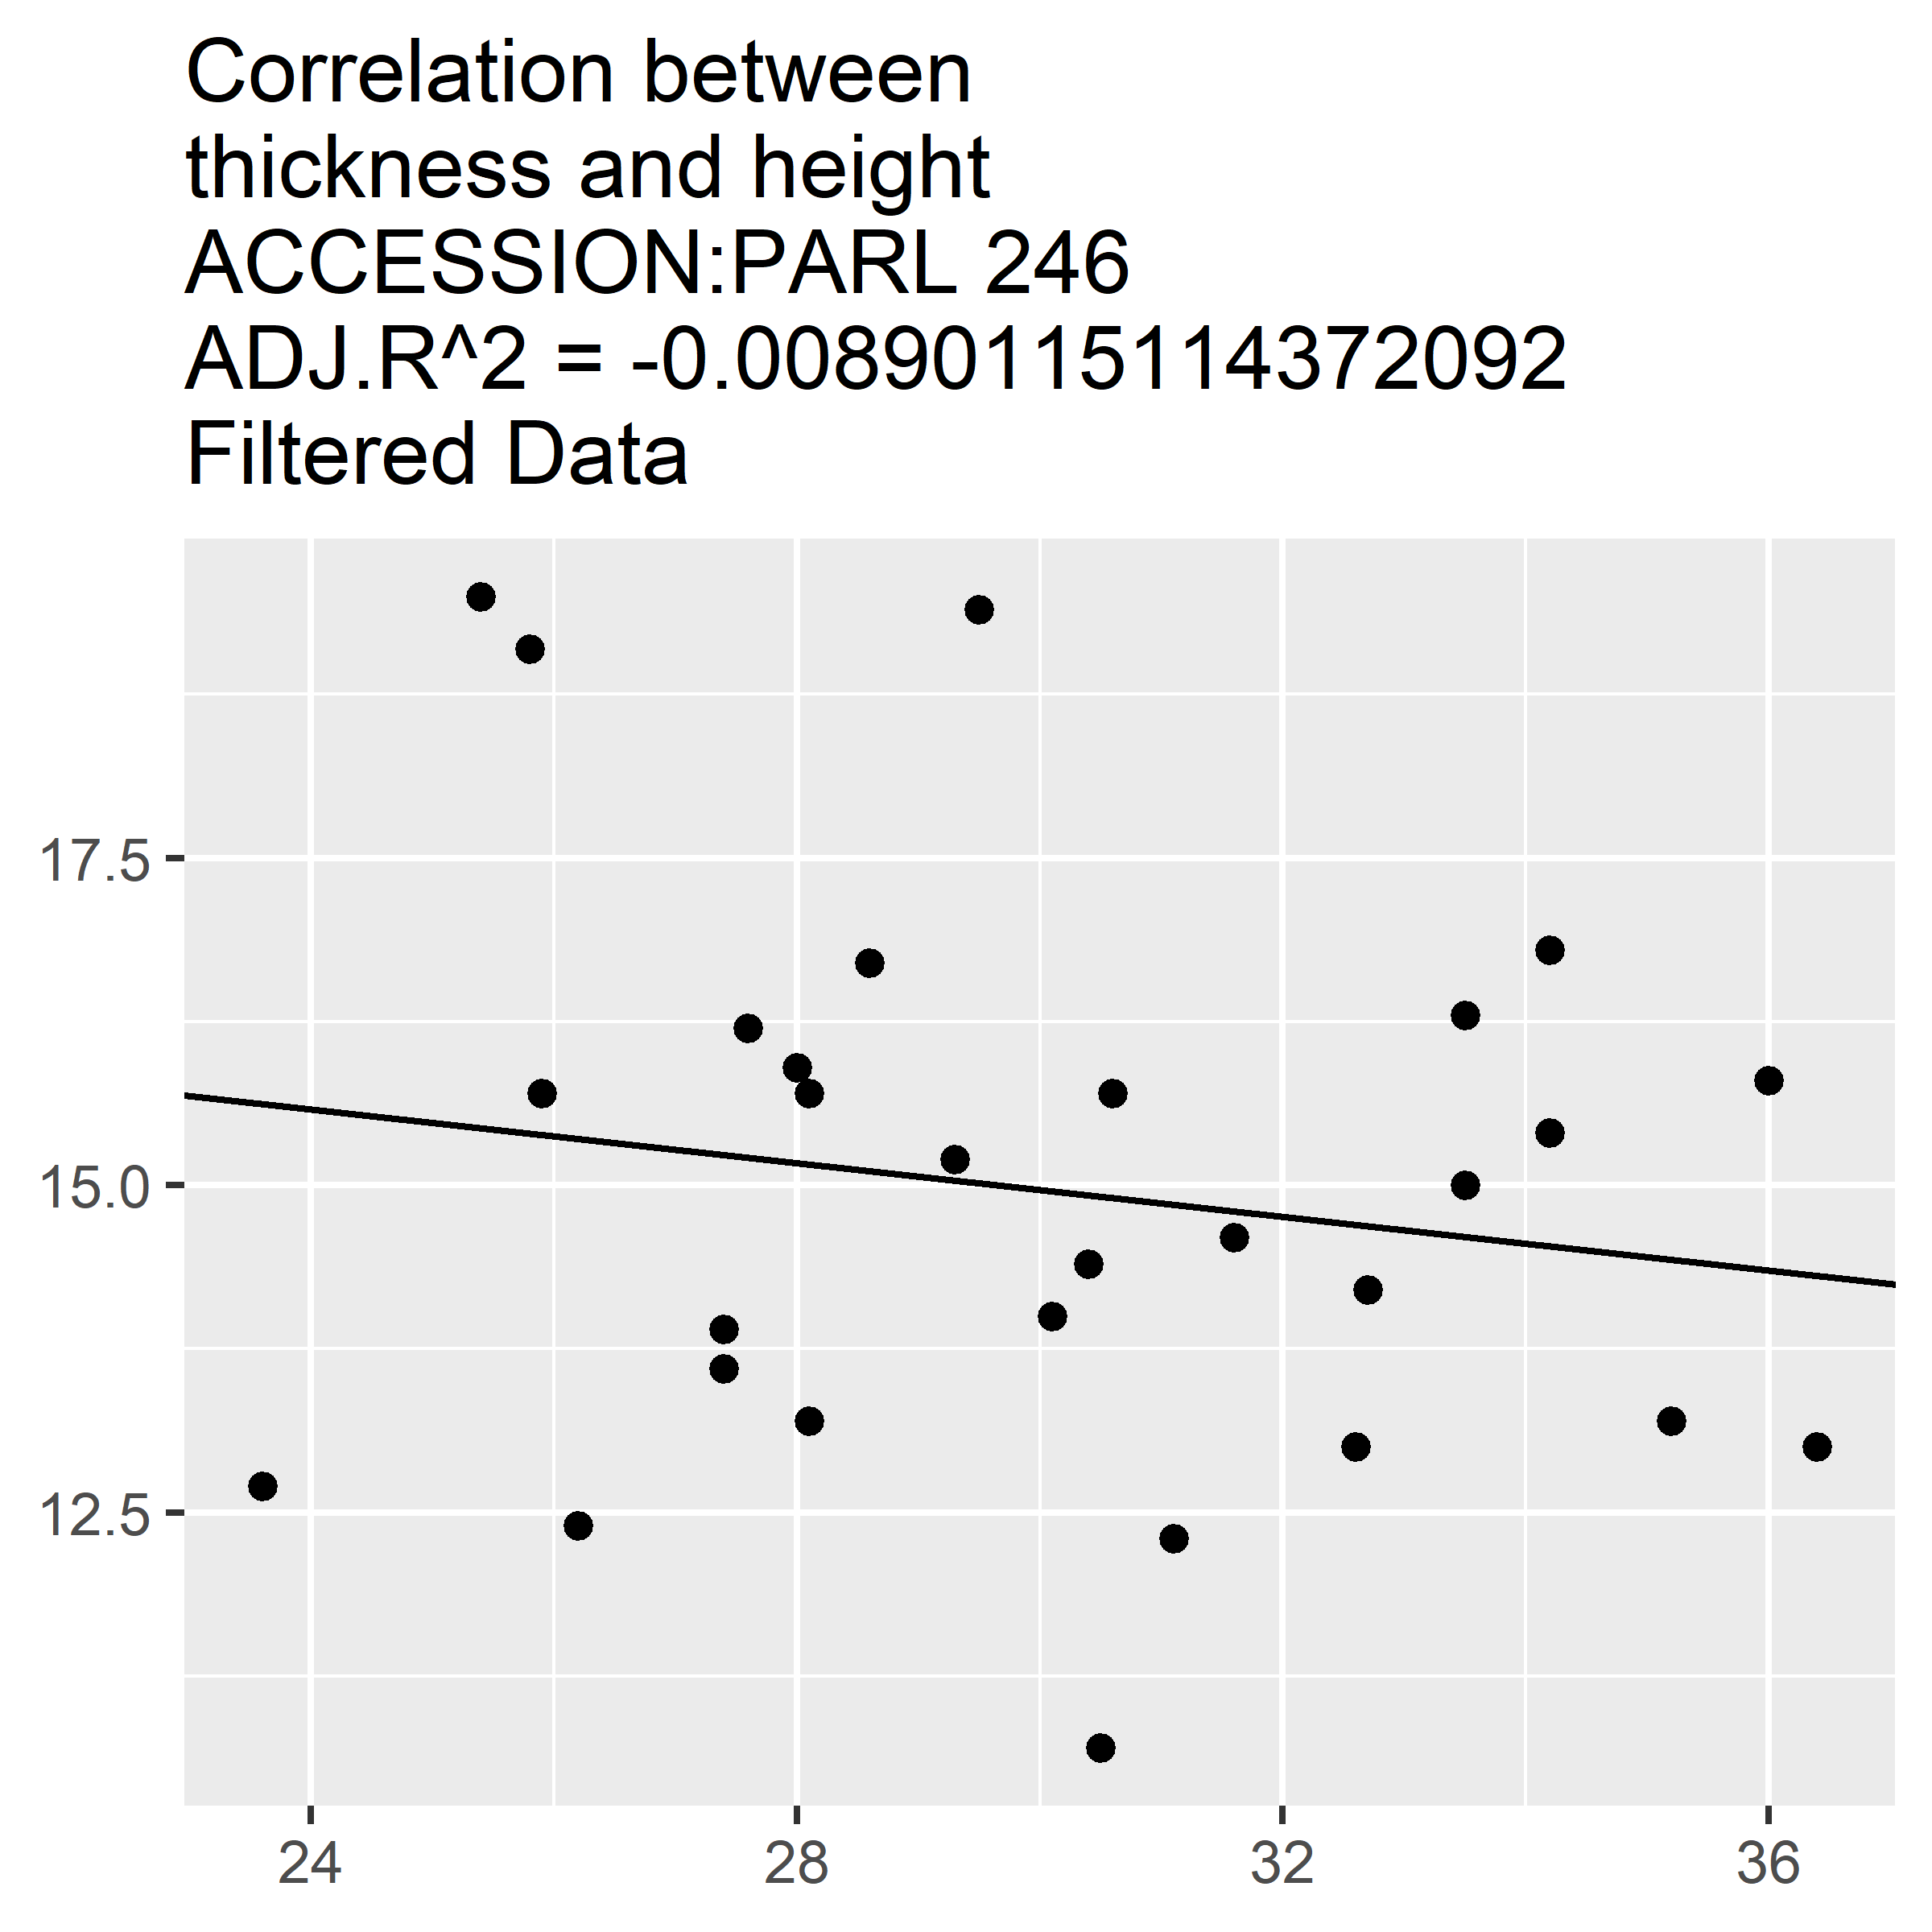 Correlation between
thickness and height
ACCESSION:PARL 246
ADJ.R^2 = -0.00890115114372092
Filtered Data
17.5
15.0
12.5
24 28 32 36